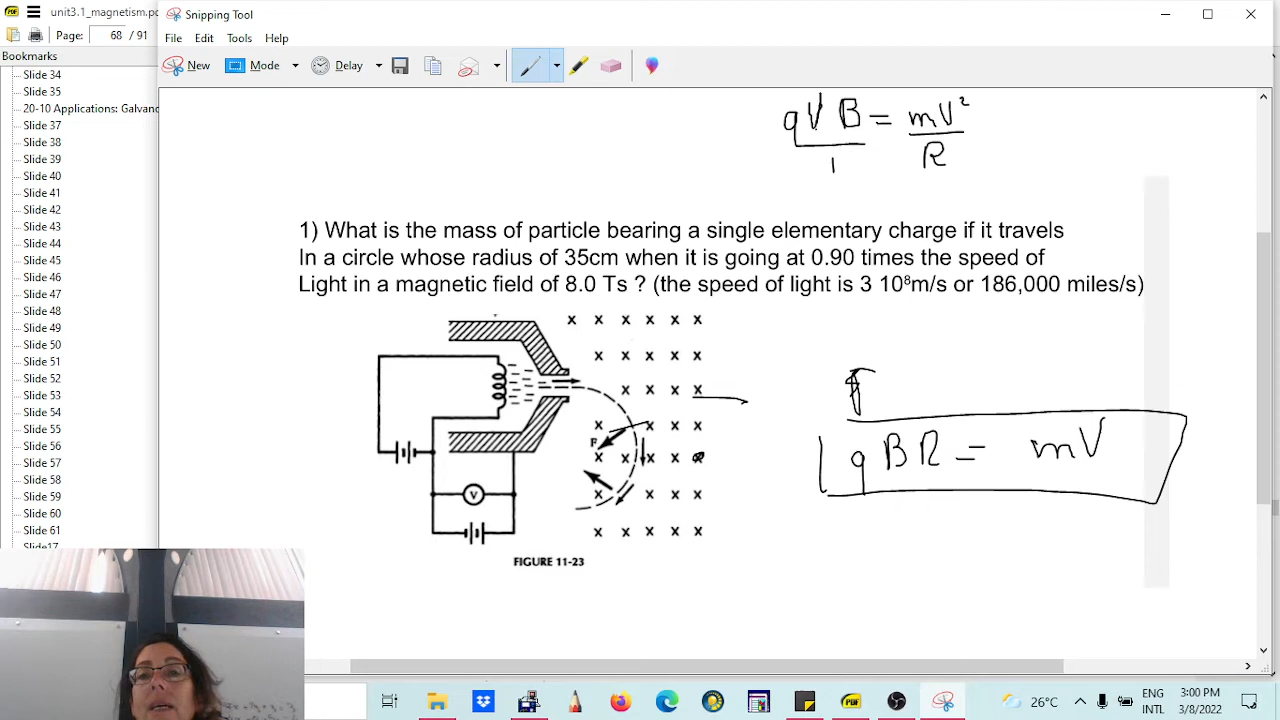 unit3.1_magnetism.pd
Snipping Tool
Page: 68 / 91
File Edit Tools Help
Bookmarks
New Mode Delay
Slide 34
Slide 35
20-10 Applications: Galvano
Slide 37
Slide 38
Slide 39
Slide 40
Slide 41
Slide 42
Slide 43
Slide 44
Slide 45
Slide 46
Slide 47
Slide 48
Slide 49
Slide 50
Slide 51
Slide 52
Slide 53
Slide 54
Slide 55
Slide 56
Slide 57
Slide 58
Slide 59
Slide 60
Slide 61
Slide17
qVB = mV²
1 R
1) What is the mass of particle bearing a single elementary charge if it travels
In a circle whose radius of 35cm when it is going at 0.90 times the speed of
Light in a magnetic field of 8.0 Ts ? (the speed of light is 3 10⁸m/s or 186,000 miles/s)
x x x x x x
x x x x x
x x x
x x x x
x x x x x
x x x x
x x x x x
V
FIGURE 11-23
qBR = mV
26°C
ENG
INTL
3:00 PM
3/8/2022